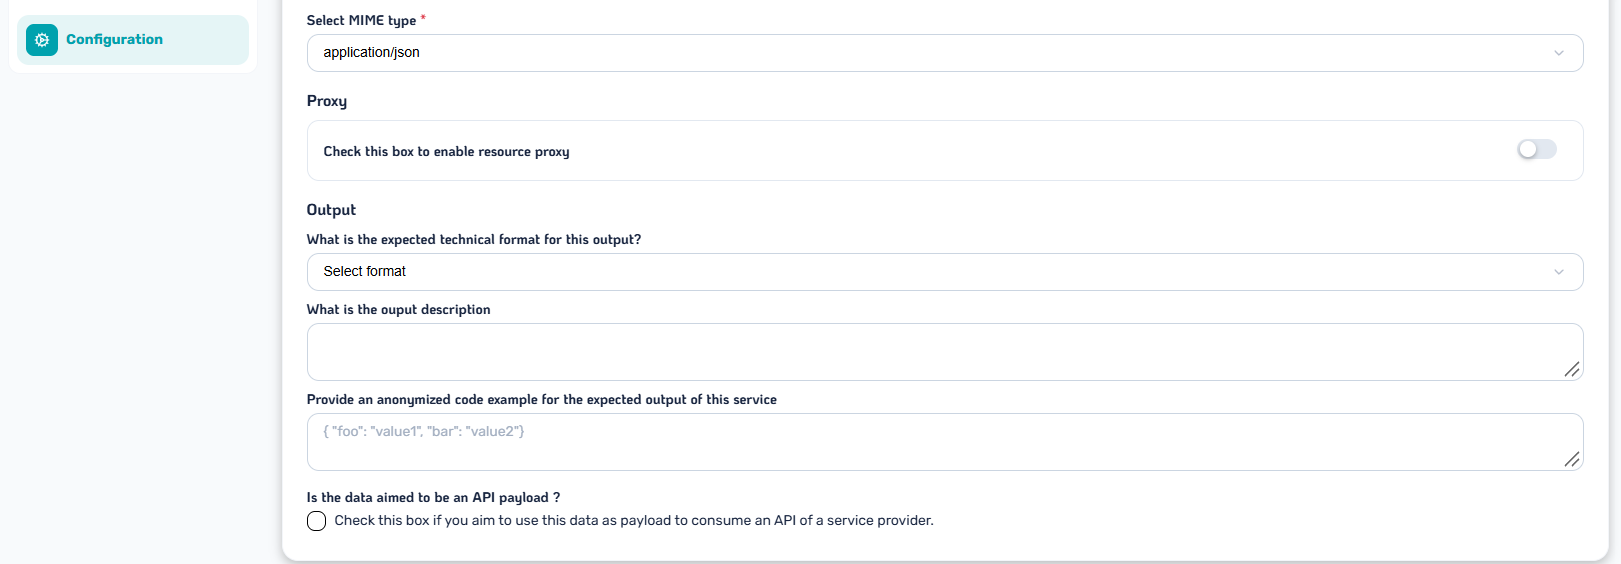 Configuration
Select MIME type *
application/json
Proxy
Check this box to enable resource proxy
Output
What is the expected technical format for this output?
Select format
What is the ouput description
Provide an anonymized code example for the expected output of this service
{ "foo": "value1", "bar": "value2"}
Is the data aimed to be an API payload ?
Check this box if you aim to use this data as payload to consume an API of a service provider.